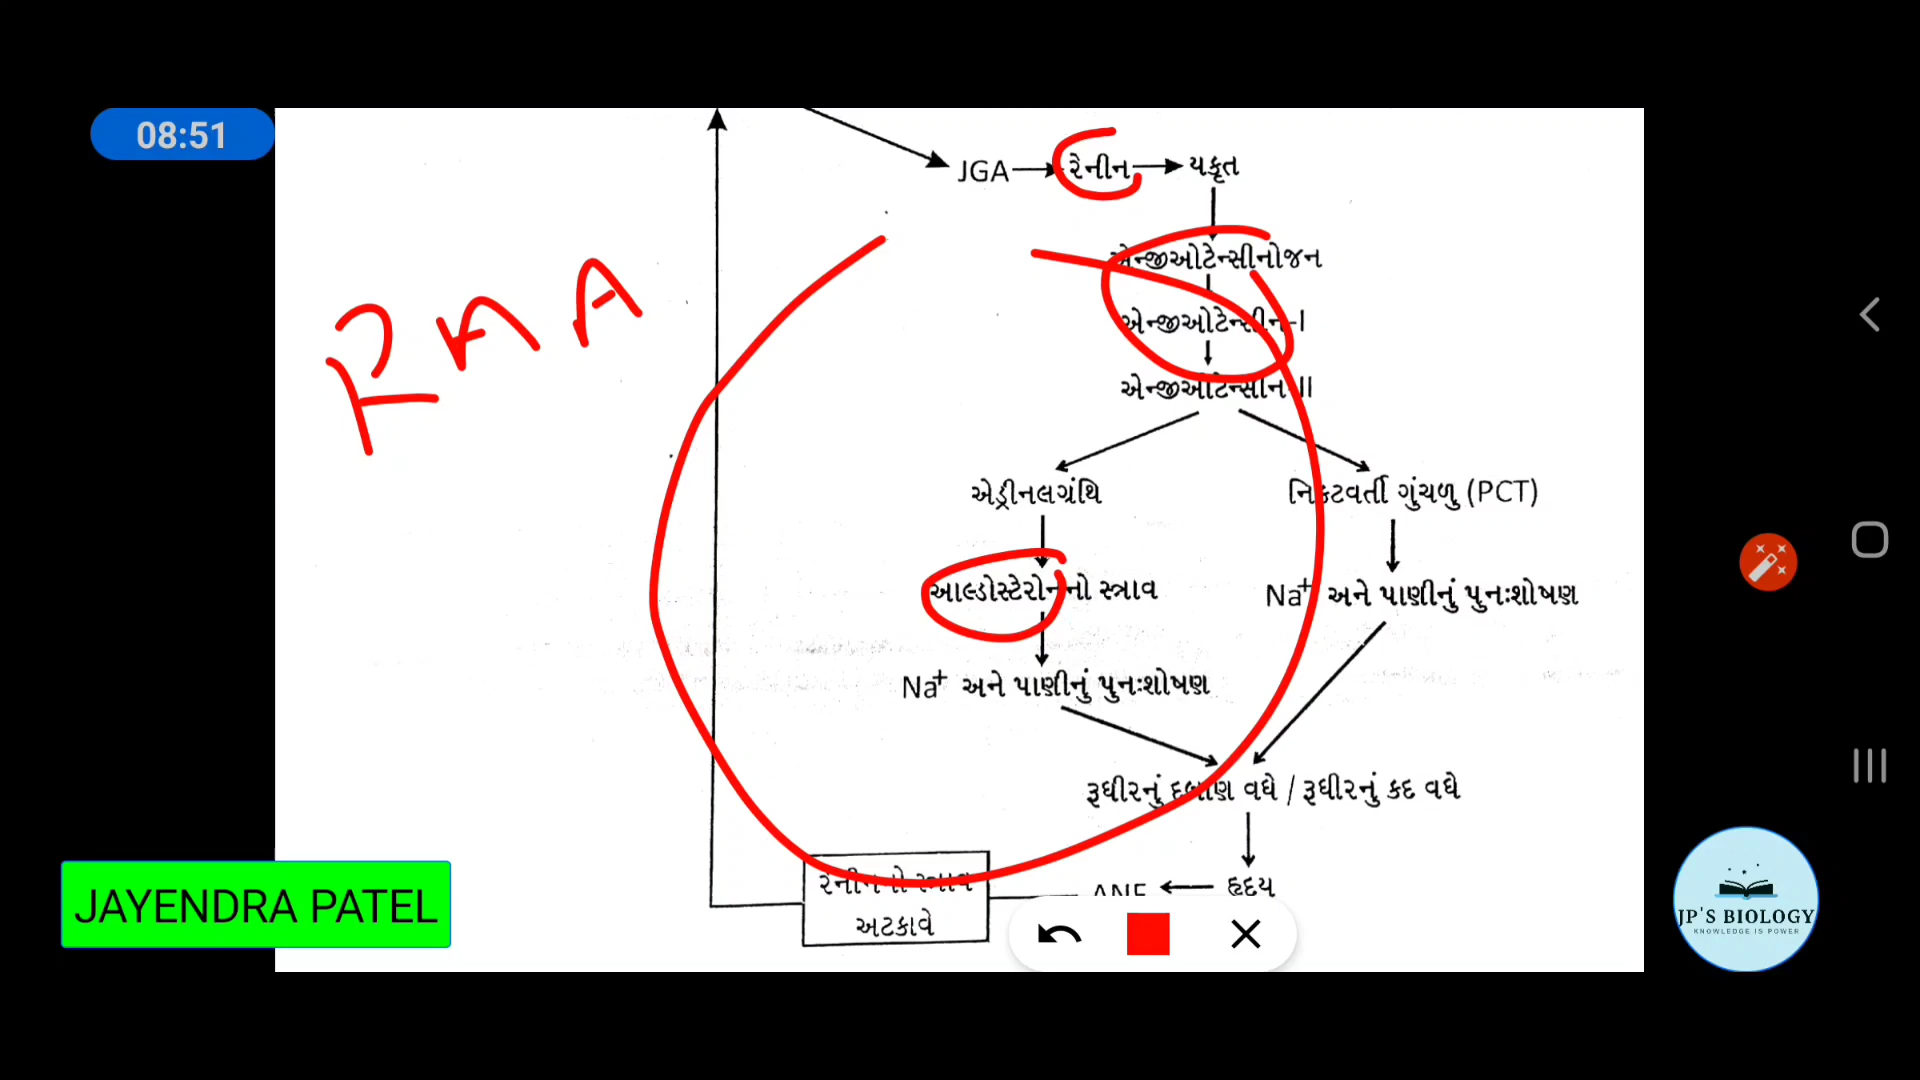 08:51
JGA → રેનીન → યકૃત
એન્જીઓટેન્સીનોજન
એન્જીઓટેન્સીન-I
એન્જીઓટેન્સીન-II
RAA
એડ્રીનલગ્રંથિ
નિકટવર્તી ગુંચળુ (PCT)
આલ્ડોસ્ટેરોનનો સ્ત્રાવ
Na⁺ અને પાણીનું પુનઃશોષણ
Na⁺ અને પાણીનું પુનઃશોષણ
રૂધીરનું દબાણ વધે / રૂધીરનું કદ વધે
રેનીનનો સ્ત્રાવ
અટકાવે
ANF ← હૃદય
JAYENDRA PATEL
JP'S BIOLOGY
KNOWLEDGE IS POWER